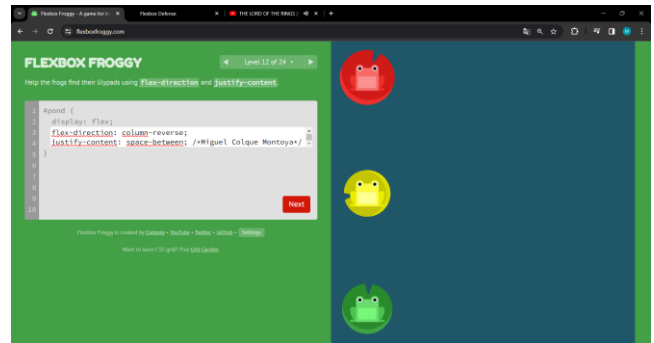 Flexbox Froggy - A game for le
Flexbox Defense
THE LORD OF THE RINGS |
flexboxfroggy.com
FLEXBOX FROGGY
Level 12 of 24
Help the frogs find their lilypads using flex-direction and justify-content.
1 #pond {
2 display: flex;
3 flex-direction: column-reverse;
4 justify-content: space-between; /*Miguel Colque Montoya*/
5 }
6
7
8
9
10
Next
Flexbox Froggy is created by Codepip • YouTube • Twitter • GitHub • Settings
Want to learn CSS grid? Play Grid Garden.